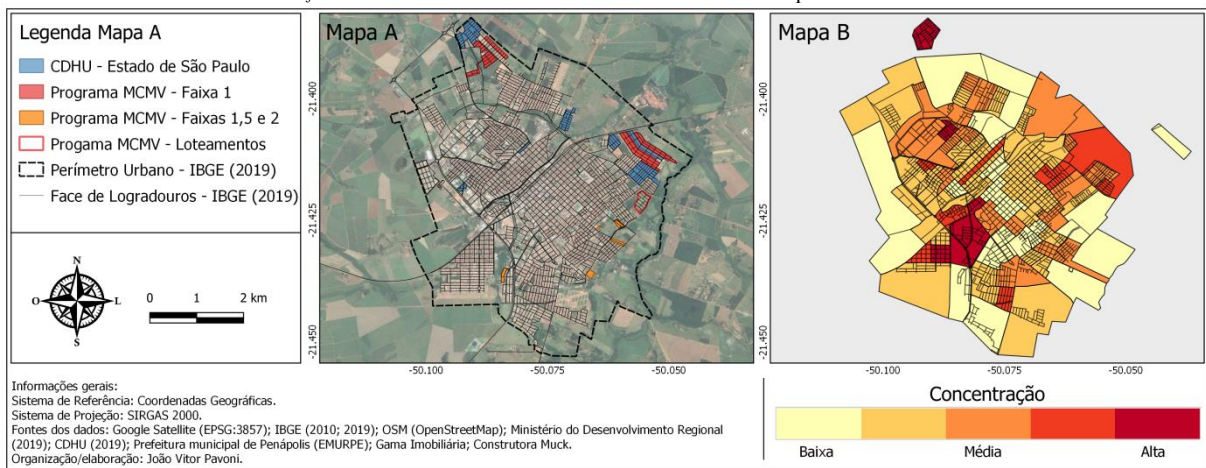 Legenda Mapa A
CDHU - Estado de São Paulo
Programa MCMV - Faixa 1
Programa MCMV - Faixas 1,5 e 2
Progama MCMV - Loteamentos
Perímetro Urbano - IBGE (2019)
Face de Logradouros - IBGE (2019)
N
O
L
S
0 1 2 km
Mapa A
-21.400
-21.425
-21.450
-50.100 -50.075 -50.050
Mapa B
-21.400
-21.425
-21.450
-50.100 -50.075 -50.050
Informações gerais:
Sistema de Referência: Coordenadas Geográficas.
Sistema de Projeção: SIRGAS 2000.
Fontes dos dados: Google Satellite (EPSG:3857); IBGE (2010; 2019); OSM (OpenStreetMap); Ministério do Desenvolvimento Regional
(2019); CDHU (2019); Prefeitura municipal de Penápolis (EMURPE); Gama Imobiliária; Construtora Muck.
Organização/elaboração: João Vitor Pavoni.
Concentração
Baixa Média Alta